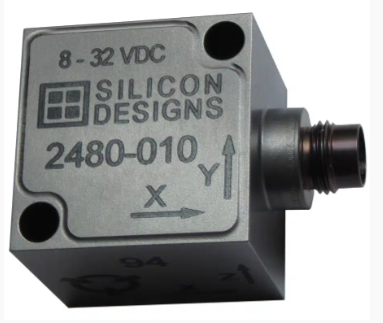 8 - 32 VDC
SILICON
DESIGNS
2480-010
Y
X
94
X
Z